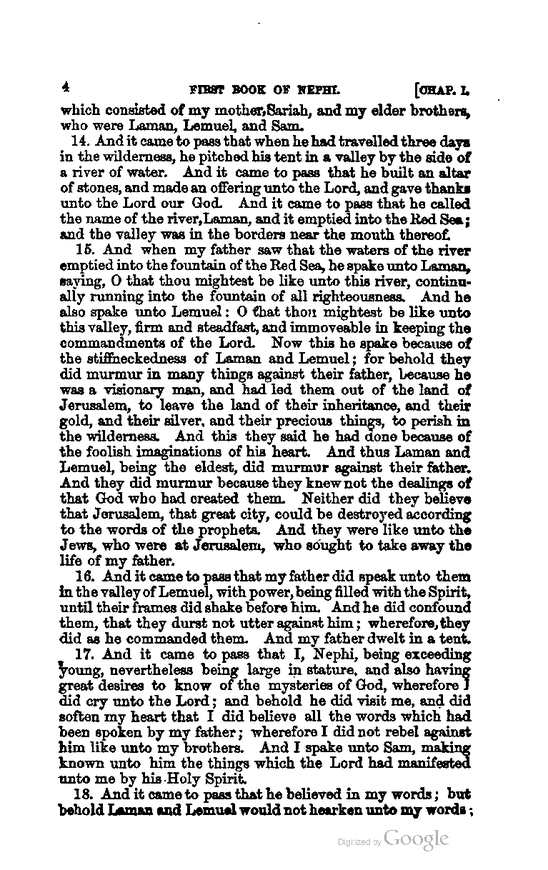 4 FIRST BOOK OF NEPHI. [CHAP. I.
which consisted of my mother, Sariah, and my elder brothers,
who were Laman, Lemuel, and Sam.
14. And it came to pass that when he had travelled three days
in the wilderness, he pitched his tent in a valley by the side of
a river of water. And it came to pass that he built an altar
of stones, and made an offering unto the Lord, and gave thanks
unto the Lord our God. And it came to pass that he called
the name of the river, Laman, and it emptied into the Red Sea;
and the valley was in the borders near the mouth thereof.
15. And when my father saw that the waters of the river
emptied into the fountain of the Red Sea, he spake unto Laman,
saying, O that thou mightest be like unto this river, continu-
ally running into the fountain of all righteousness. And he
also spake unto Lemuel: O that thou mightest be like unto
this valley, firm and steadfast, and immoveable in keeping the
commandments of the Lord. Now this he spake because of
the stiffneckedness of Laman and Lemuel; for behold they
did murmur in many things against their father, because he
was a visionary man, and had led them out of the land of
Jerusalem, to leave the land of their inheritance, and their
gold, and their silver, and their precious things, to perish in
the wilderness. And this they said he had done because of
the foolish imaginations of his heart. And thus Laman and
Lemuel, being the eldest, did murmur against their father.
And they did murmur because they knew not the dealings of
that God who had created them. Neither did they believe
that Jerusalem, that great city, could be destroyed according
to the words of the prophets. And they were like unto the
Jews, who were at Jerusalem, who sought to take away the
life of my father.
16. And it came to pass that my father did speak unto them
in the valley of Lemuel, with power, being filled with the Spirit,
until their frames did shake before him. And he did confound
them, that they durst not utter against him; wherefore, they
did as he commanded them. And my father dwelt in a tent.
17. And it came to pass that I, Nephi, being exceeding
young, nevertheless being large in stature, and also having
great desires to know of the mysteries of God, wherefore I
did cry unto the Lord; and behold he did visit me, and did
soften my heart that I did believe all the words which had
been spoken by my father; wherefore I did not rebel against
him like unto my brothers. And I spake unto Sam, making
known unto him the things which the Lord had manifested
unto me by his Holy Spirit.
18. And it came to pass that he believed in my words; but
behold Laman and Lemuel would not hearken unto my words;
Digitized by Google